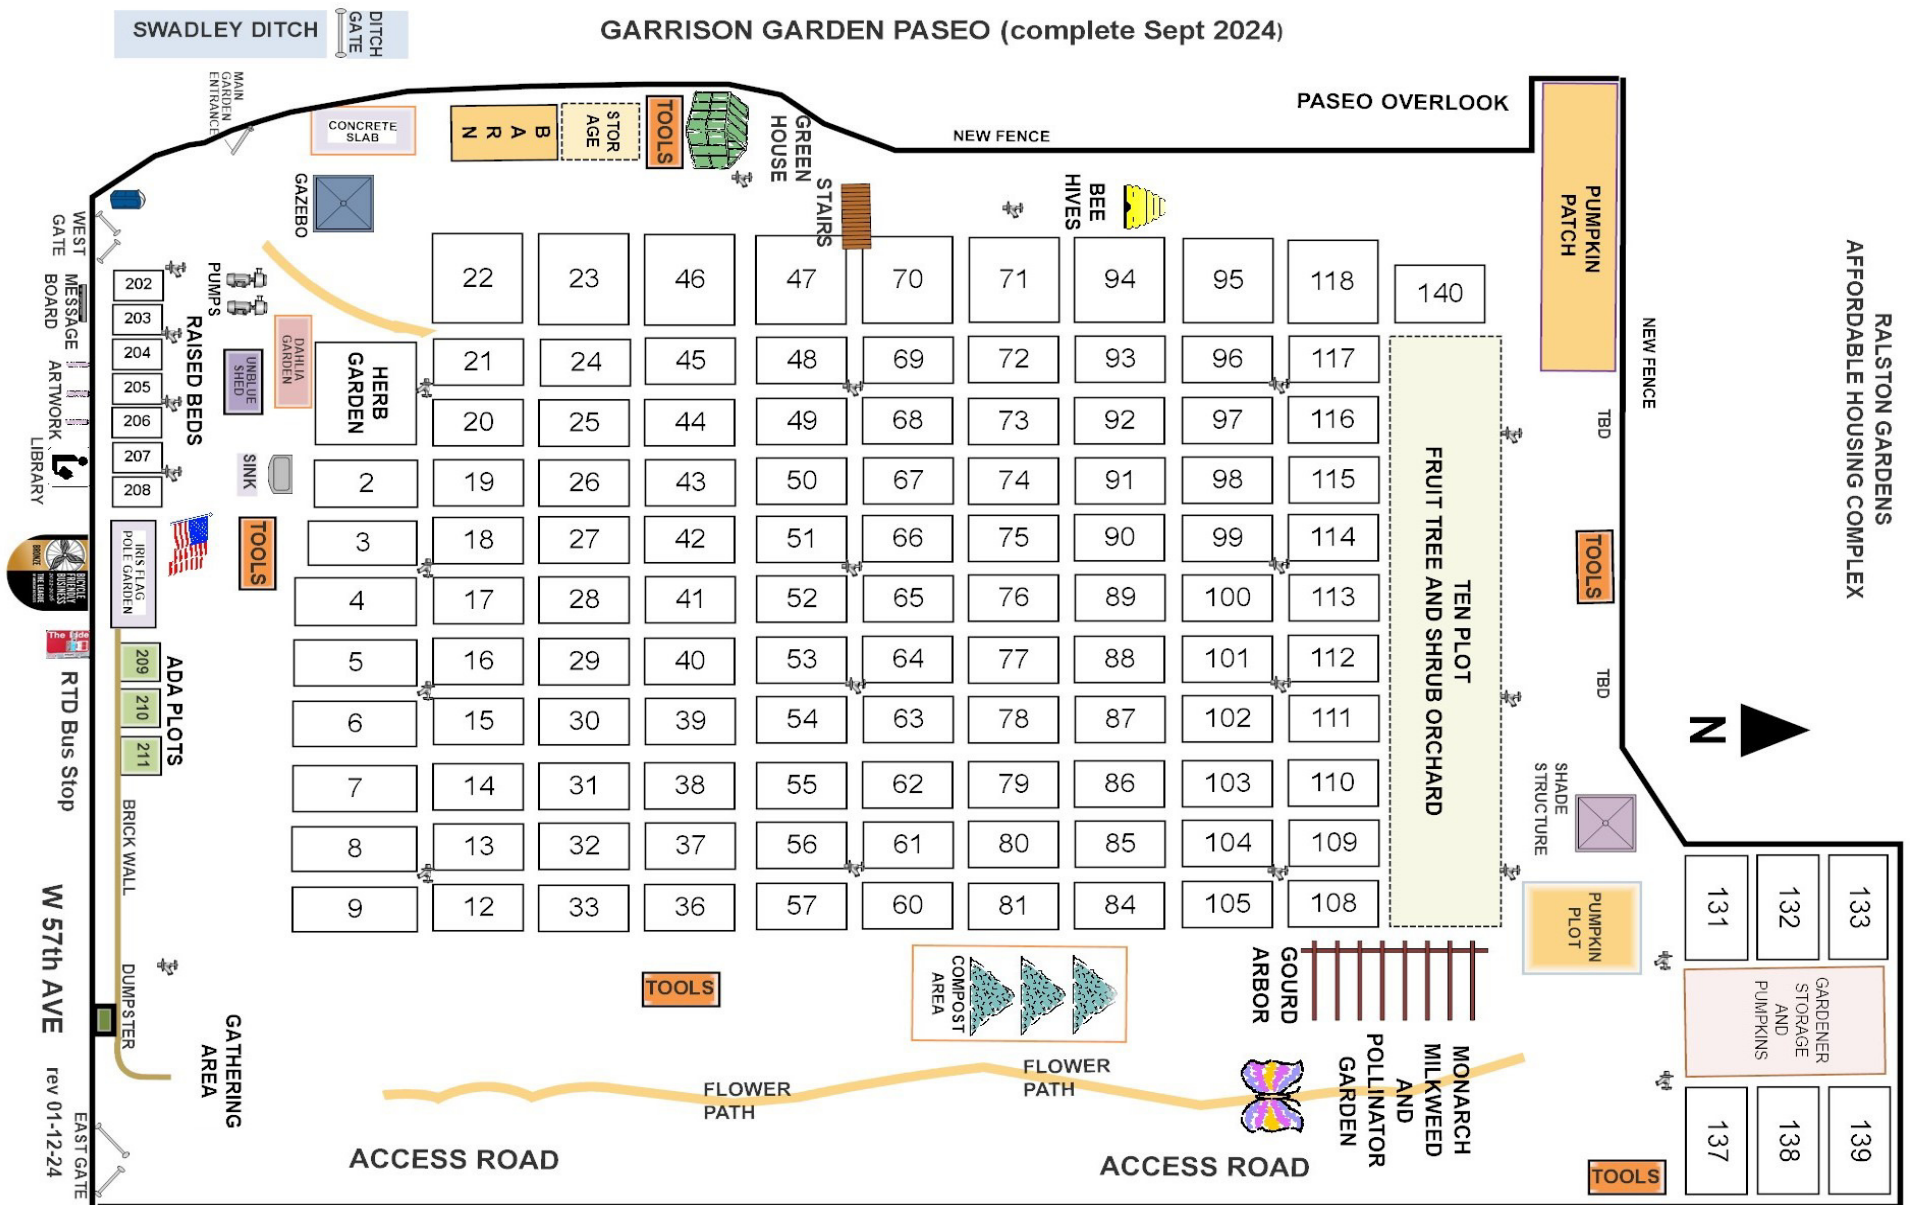 SWADLEY DITCH
DITCH
GATE
GARRISON GARDEN PASEO (complete Sept 2024)
MAIN
GARDEN
ENTRANCE
CONCRETE
SLAB
BARN
STOR
AGE
TOOLS
GREEN
HOUSE
NEW FENCE
PASEO OVERLOOK
PUMPKIN
PATCH
RALSTON GARDENS
AFFORDABLE HOUSING COMPLEX
GAZEBO
STAIRS
BEE
HIVES
WEST
GATE
MESSAGE
BOARD
ARTWORK
LIBRARY
PUMPS
RAISED BEDS
202
203
204
205
206
207
208
UNBLUE
SHED
DAHLIA
GARDEN
HERB
GARDEN
SINK
TOOLS
22 23 46 47 70 71 94 95 118 140
21 24 45 48 69 72 93 96 117
20 25 44 49 68 73 92 97 116
2 19 26 43 50 67 74 91 98 115
3 18 27 42 51 66 75 90 99 114
4 17 28 41 52 65 76 89 100 113
5 16 29 40 53 64 77 88 101 112
6 15 30 39 54 63 78 87 102 111
7 14 31 38 55 62 79 86 103 110
8 13 32 37 56 61 80 85 104 109
9 12 33 36 57 60 81 84 105 108
TEN PLOT
FRUIT TREE AND SHRUB ORCHARD
NEW FENCE
TBD
TOOLS
TBD
N
SHADE
STRUCTURE
PUMPKIN
PLOT
131 132 133
GARDENER
STORAGE
AND
PUMPKINS
137 138 139
TOOLS
IRIS FLAG
POLE GARDEN
BICYCLE
FRIENDLY
BUSINESS
THE LEAGUE
BRONZE
RTD Bus Stop
ADA PLOTS
209
210
211
BRICK WALL
DUMPSTER
W 57th AVE
rev 01-12-24
EAST GATE
GATHERING
AREA
TOOLS
COMPOST
AREA
GOURD
ARBOR
MONARCH
MILKWEED
AND
POLLINATOR
GARDEN
FLOWER
PATH
FLOWER
PATH
ACCESS ROAD
ACCESS ROAD